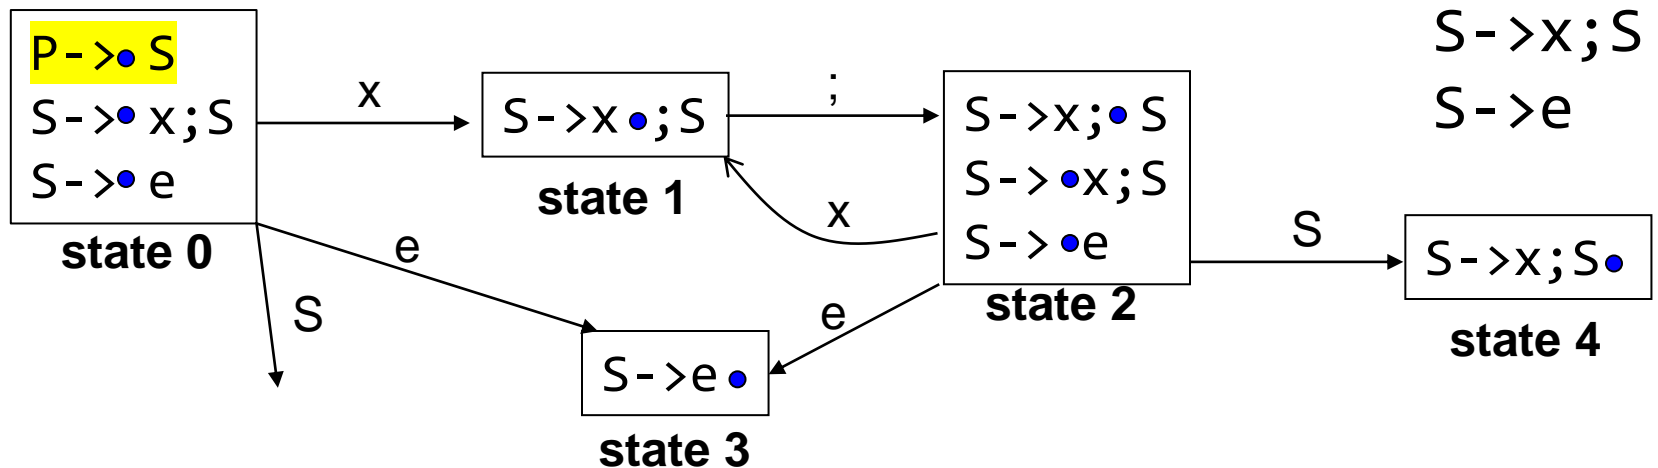 P->• S
S->• x;S
S->• e
state 0
x
S->x•;S
state 1
;
S->x;•S
S-> •x;S
S-> •e
state 2
x
e
S
e
S->e•
state 3
S
S->x;S•
state 4
S->x;S
S->e